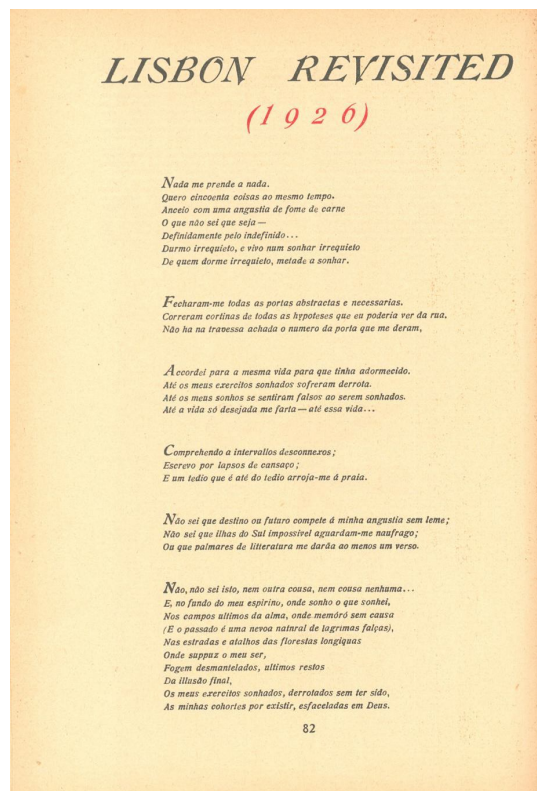 LISBON REVISITED
(1926)
Nada me prende a nada.
Quero cincoenta coisas ao mesmo tempo.
Anceio com uma angustia de fome de carne
O que não sei que seja—
Definidamente pelo indefinido...
Durmo irrequieto, e vivo num sonhar irrequieto
De quem dorme irrequieto, metade a sonhar.
Fecharam-me todas as portas abstractas e necessarias.
Correram cortinas de todas as hypoteses que eu poderia ver da rua.
Não ha na travessa achada o numero da porta que me deram,
Accordei para a mesma vida para que tinha adormecido.
Até os meus exercitos sonhados sofreram derrota.
Até os meus sonhos se sentiram falsos ao serem sonhados.
Até a vida só desejada me farta—até essa vida...
Comprehendo a intervallos desconnexos;
Escrevo por lapsos de cansaço;
E um tedio que é até do tedio arroja-me á praia.
Não sei que destino ou futuro compete á minha angustia sem leme;
Não sei que ilhas do Sul impossivel aguardam-me naufrago;
Ou que palmares de litteratura me darão ao menos um verso.
Não, não sei isto, nem outra cousa, nem cousa nenhuma...
E, no fundo do meu espirino, onde sonho o que sonhei,
Nos campos ultimos da alma, onde memóró sem causa
(E o passado é uma nevoa natnral de lagrimas falças),
Nas estradas e atalhos das florestas longiquas
Onde suppux o meu ser,
Fogem desmantelados, ultimos restos
Da illusão final,
Os meus exercitos sonhados, derrotados sem ter sido,
As minhas cohortes por existir, esfaceladas em Deus.
82